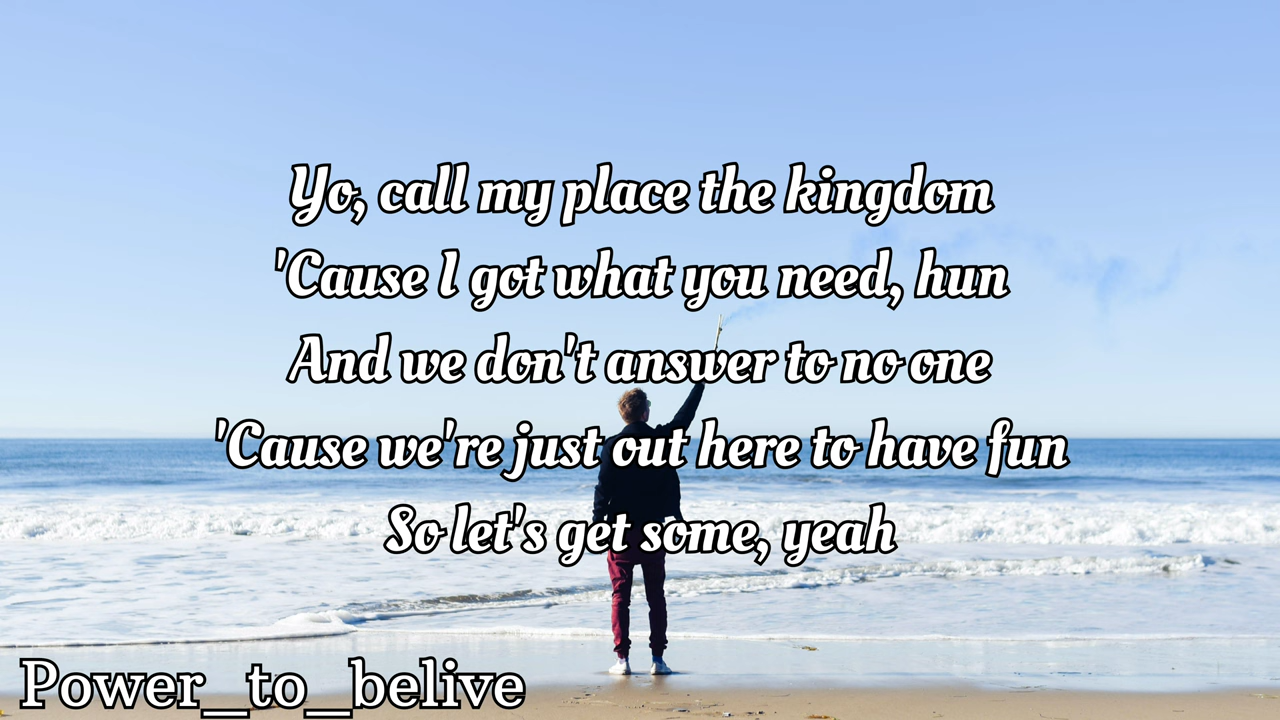 Yo, call my place the kingdom
'Cause I got what you need, hun
And we don't answer to no one
'Cause we're just out here to have fun
So let's get some, yeah
Power_to_belive